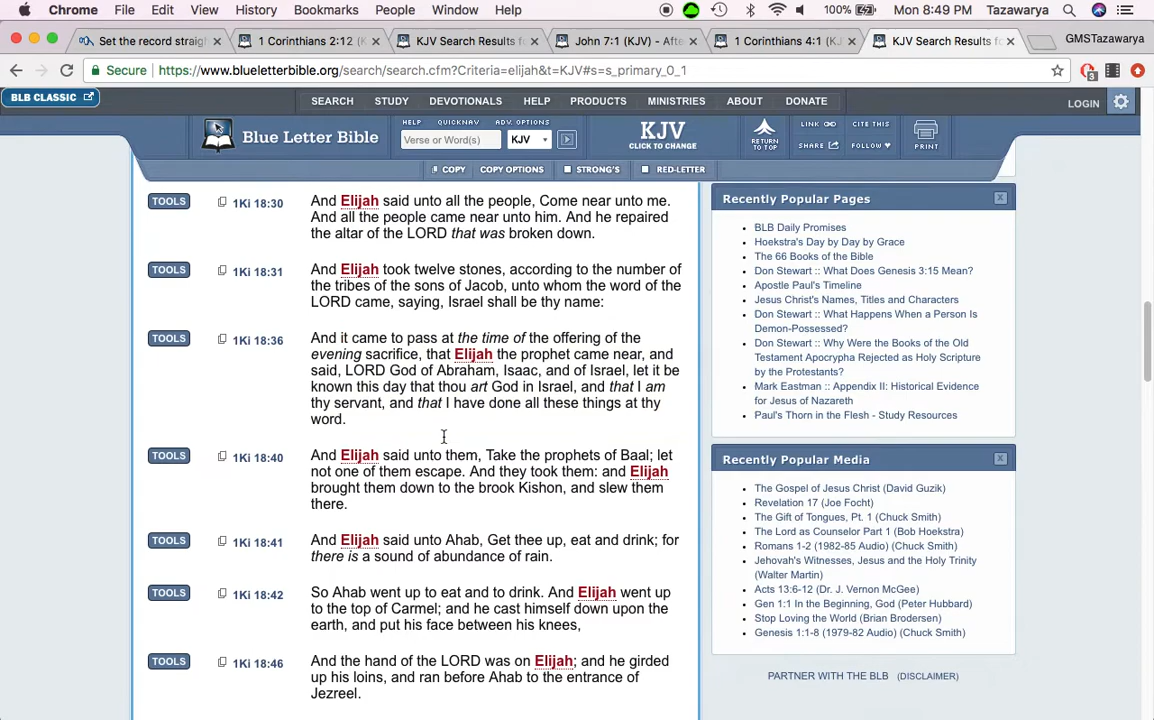 Chrome File Edit View History Bookmarks People Window Help 100% Mon 8:49 PM Tazawarya
Set the record straigh 1 Corinthians 2:12 ( KJV Search Results fo John 7:1 (KJV) - Afte 1 Corinthians 4:1 (K KJV Search Results fo GMSTazawarya
Secure https://www.blueletterbible.org/search/search.cfm?Criteria=elijah&t=KJV#s=s_primary_0_1 3
BLB CLASSIC SEARCH STUDY DEVOTIONALS HELP PRODUCTS MINISTRIES ABOUT DONATE LOGIN
HELP QUICKNAV ADV. OPTIONS
Blue Letter Bible Verse or Word(s) KJV
KJV
CLICK TO CHANGE
RETURN
TO TOP
LINK CITE THIS
SHARE FOLLOW
PRINT
COPY COPY OPTIONS STRONG'S RED-LETTER
TOOLS 1Ki 18:30 And Elijah said unto all the people, Come near unto me.
And all the people came near unto him. And he repaired
the altar of the LORD that was broken down.
TOOLS 1Ki 18:31 And Elijah took twelve stones, according to the number of
the tribes of the sons of Jacob, unto whom the word of the
LORD came, saying, Israel shall be thy name:
TOOLS 1Ki 18:36 And it came to pass at the time of the offering of the
evening sacrifice, that Elijah the prophet came near, and
said, LORD God of Abraham, Isaac, and of Israel, let it be
known this day that thou art God in Israel, and that I am
thy servant, and that I have done all these things at thy
word.
TOOLS 1Ki 18:40 And Elijah said unto them, Take the prophets of Baal; let
not one of them escape. And they took them: and Elijah
brought them down to the brook Kishon, and slew them
there.
TOOLS 1Ki 18:41 And Elijah said unto Ahab, Get thee up, eat and drink; for
there is a sound of abundance of rain.
TOOLS 1Ki 18:42 So Ahab went up to eat and to drink. And Elijah went up
to the top of Carmel; and he cast himself down upon the
earth, and put his face between his knees,
TOOLS 1Ki 18:46 And the hand of the LORD was on Elijah; and he girded
up his loins, and ran before Ahab to the entrance of
Jezreel.
Recently Popular Pages
BLB Daily Promises
Hoekstra's Day by Day by Grace
The 66 Books of the Bible
Don Stewart :: What Does Genesis 3:15 Mean?
Apostle Paul's Timeline
Jesus Christ's Names, Titles and Characters
Don Stewart :: What Happens When a Person Is
Demon-Possessed?
Don Stewart :: Why Were the Books of the Old
Testament Apocrypha Rejected as Holy Scripture
by the Protestants?
Mark Eastman :: Appendix II: Historical Evidence
for Jesus of Nazareth
Paul's Thorn in the Flesh - Study Resources
Recently Popular Media
The Gospel of Jesus Christ (David Guzik)
Revelation 17 (Joe Focht)
The Gift of Tongues, Pt. 1 (Chuck Smith)
The Lord as Counselor Part 1 (Bob Hoekstra)
Romans 1-2 (1982-85 Audio) (Chuck Smith)
Jehovah's Witnesses, Jesus and the Holy Trinity
(Walter Martin)
Acts 13:6-12 (Dr. J. Vernon McGee)
Gen 1:1 In the Beginning, God (Peter Hubbard)
Stop Loving the World (Brian Brodersen)
Genesis 1:1-8 (1979-82 Audio) (Chuck Smith)
PARTNER WITH THE BLB (DISCLAIMER)